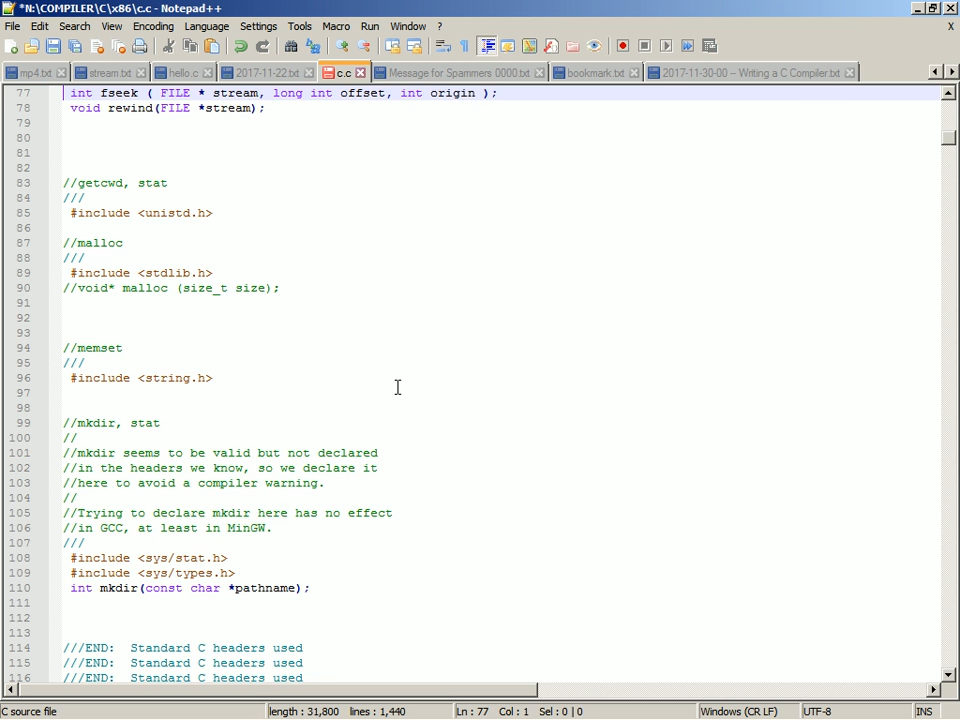 *N:\COMPILER\C\x86\c.c - Notepad++
File Edit Search View Encoding Language Settings Tools Macro Run Window ? X
mp4.txt stream.txt hello.c 2017-11-22.txt c.c Message for Spammers 0000.txt bookmark.txt 2017-11-30-00 – Writing a C Compiler.txt
77 int fseek ( FILE * stream, long int offset, int origin );
78 void rewind(FILE *stream);
79
80
81
82
83 //getcwd, stat
84 ///
85 #include <unistd.h>
86
87 //malloc
88 ///
89 #include <stdlib.h>
90 //void* malloc (size_t size);
91
92
93
94 //memset
95 ///
96 #include <string.h>
97
98
99 //mkdir, stat
100 //
101 //mkdir seems to be valid but not declared
102 //in the headers we know, so we declare it
103 //here to avoid a compiler warning.
104 //
105 //Trying to declare mkdir here has no effect
106 //in GCC, at least in MinGW.
107 ///
108 #include <sys/stat.h>
109 #include <sys/types.h>
110 int mkdir(const char *pathname);
111
112
113
114 ///END:  Standard C headers used
115 ///END:  Standard C headers used
116 ///END:  Standard C headers used
C source file length : 31,800 lines : 1,440 Ln : 77 Col : 1 Sel : 0 | 0 Windows (CR LF) UTF-8 INS